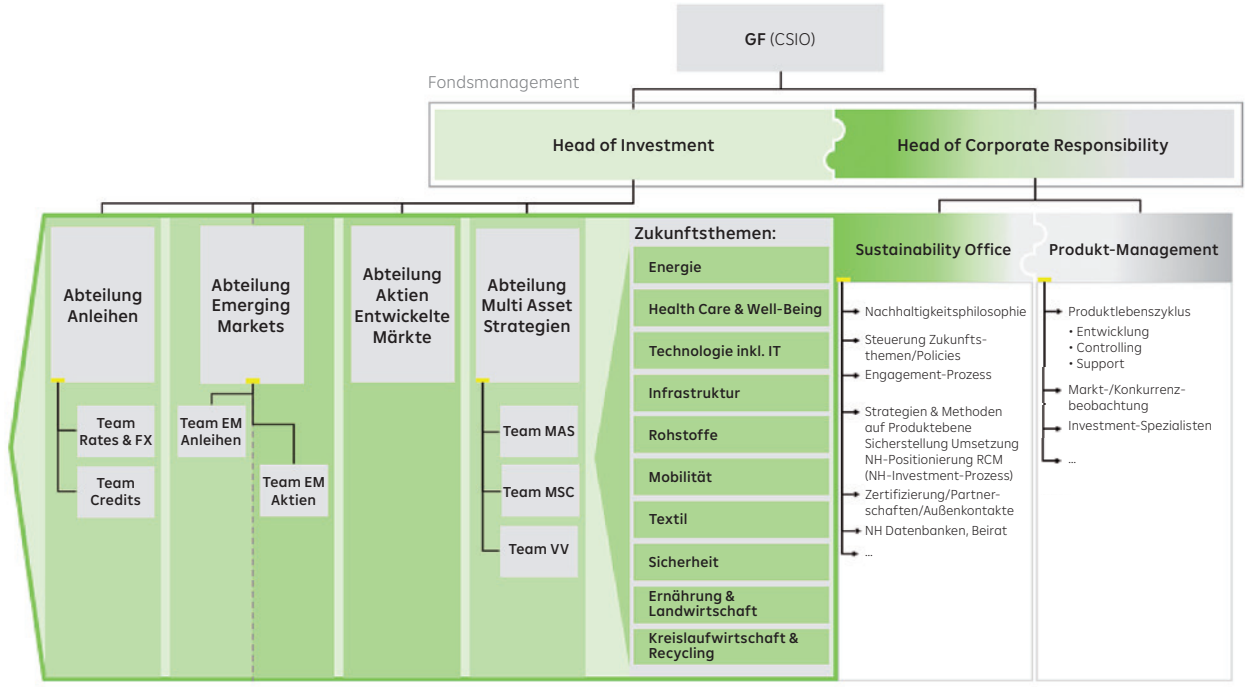 GF (CSIO)
Fondsmanagement
Head of Investment
Head of Corporate Responsibility
Abteilung
Anleihen
Team
Rates & FX
Team
Credits
Abteilung
Emerging
Markets
Team EM
Anleihen
Team EM
Aktien
Abteilung
Aktien
Entwickelte
Märkte
Abteilung
Multi Asset
Strategien
Team MAS
Team MSC
Team VV
Zukunftsthemen:
Energie
Health Care & Well-Being
Technologie inkl. IT
Infrastruktur
Rohstoffe
Mobilität
Textil
Sicherheit
Ernährung &
Landwirtschaft
Kreislaufwirtschaft &
Recycling
Sustainability Office
Nachhaltigkeitsphilosophie
Steuerung Zukunfts-
themen/Policies
Engagement-Prozess
Strategien & Methoden
auf Produktebene
Sicherstellung Umsetzung
NH-Positionierung RCM
(NH-Investment-Prozess)
Zertifizierung/Partner-
schaften/Außenkontakte
NH Datenbanken, Beirat
...
Produkt-Management
Produktlebenszyklus
• Entwicklung
• Controlling
• Support
Markt-/Konkurrenz-
beobachtung
Investment-Spezialisten
...